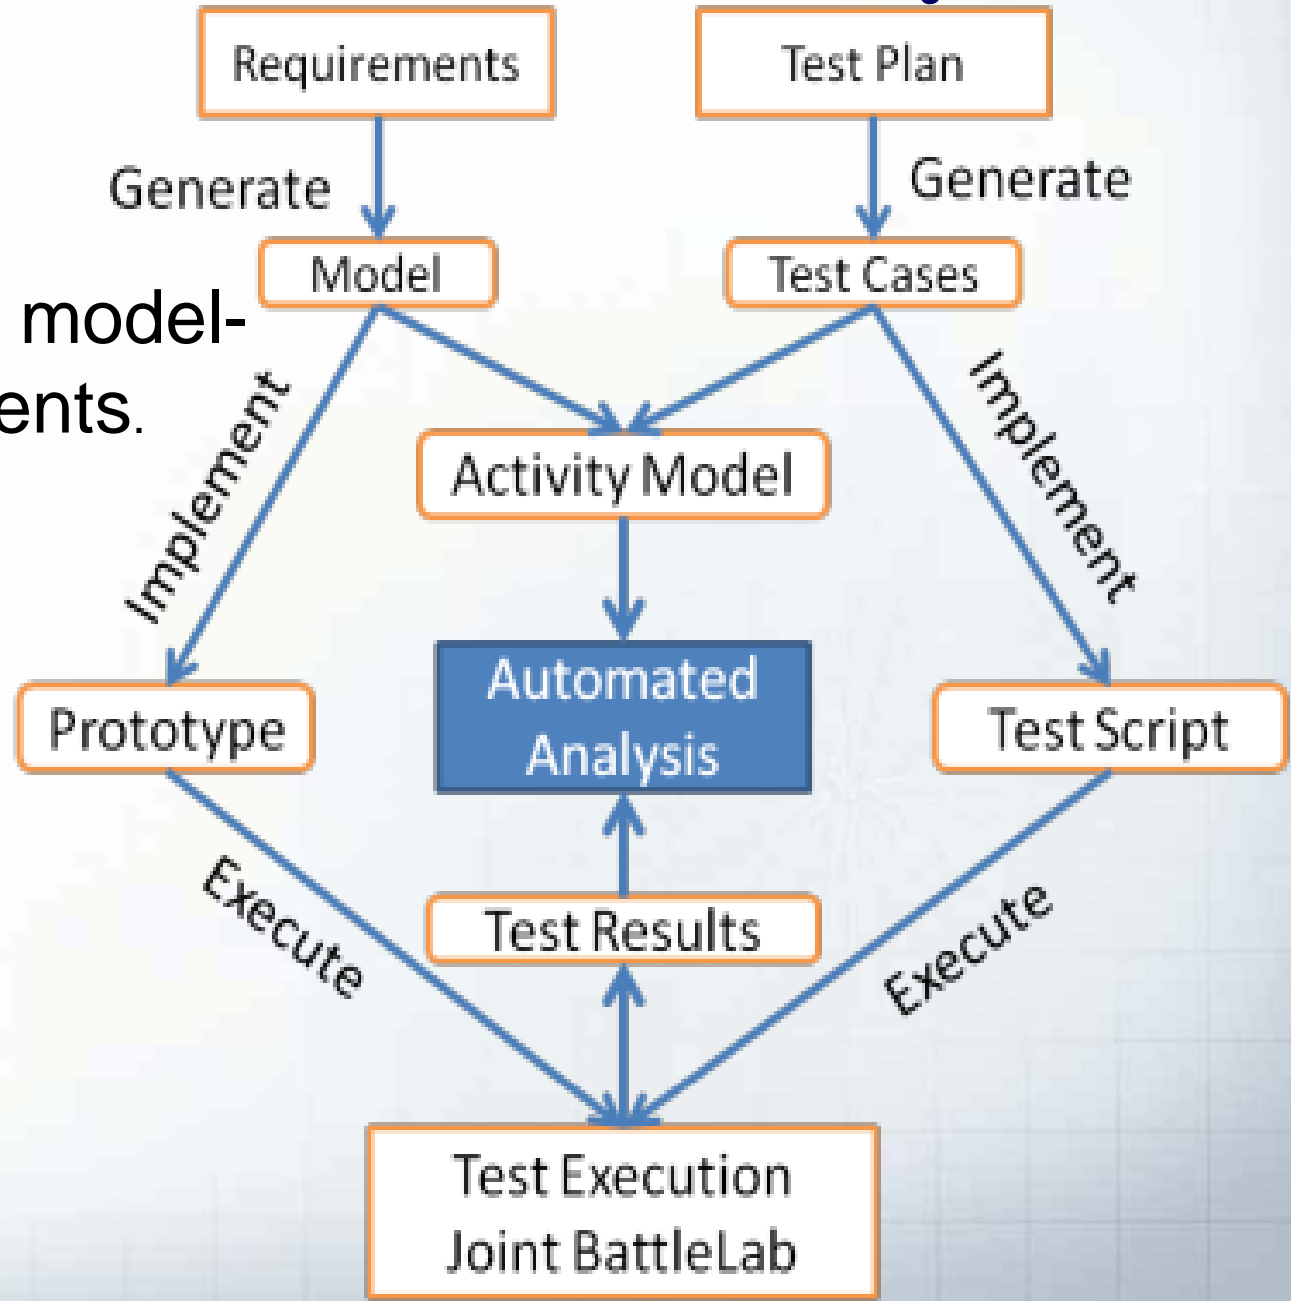 Requirements
Test Plan
Generate
Generate
Model
Test Cases
model-
ents.
Implement
Implement
Activity Model
Automated
Analysis
Prototype
Test Script
Execute
Test Results
Execute
Test Execution
Joint BattleLab